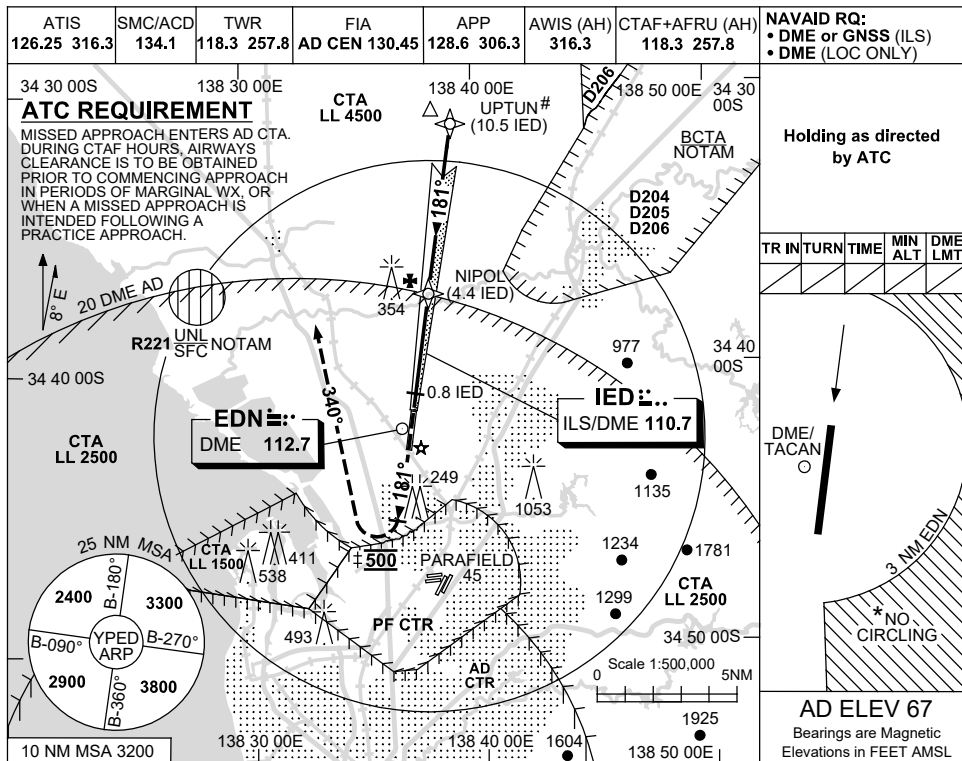 ATIS
126.25 316.3
SMC/ACD
134.1
TWR
118.3 257.8
FIA
AD CEN 130.45
APP
128.6 306.3
AWIS (AH)
316.3
CTAF+AFRU (AH)
118.3 257.8
NAVAID RQ:
• DME or GNSS (ILS)
• DME (LOC ONLY)
34 30 00S
138 30 00E
138 40 00E
138 50 00E
34 30
00S
ATC REQUIREMENT
MISSED APPROACH ENTERS AD CTA.
DURING CTAF HOURS, AIRWAYS
CLEARANCE IS TO BE OBTAINED
PRIOR TO COMMENCING APPROACH
IN PERIODS OF MARGINAL WX, OR
WHEN A MISSED APPROACH IS
INTENDED FOLLOWING A
PRACTICE APPROACH.
CTA
LL 4500
UPTUN#
(10.5 IED)
D206
BCTA
NOTAM
D204
D205
D206
181°
8° E
20 DME AD
R221 UNL
SFC NOTAM
354
NIPOL
(4.4 IED)
977
34 40
00S
34 40 00S
340°
0.8 IED
EDN
DME 112.7
IED
ILS/DME 110.7
CTA
LL 2500
181°
249
1053
1135
CTA
LL 1500
411
538
‡500
PARAFIELD
45
1234
1781
1299
CTA
LL 2500
493
PF CTR
34 50 00S
AD
CTR
Scale 1:500,000
0
5NM
1925
1604
138 30 00E
138 40 00E
138 50 00E
25 NM MSA
2400
B-180°
3300
B-090°
YPED
ARP
B-270°
2900
B-360°
3800
10 NM MSA 3200
Holding as directed
by ATC
TR IN
TURN
TIME
MIN
ALT
DME
LMT
DME/
TACAN
3 NM EDN
*NO
CIRCLING
AD ELEV 67
Bearings are Magnetic
Elevations in FEET AMSL